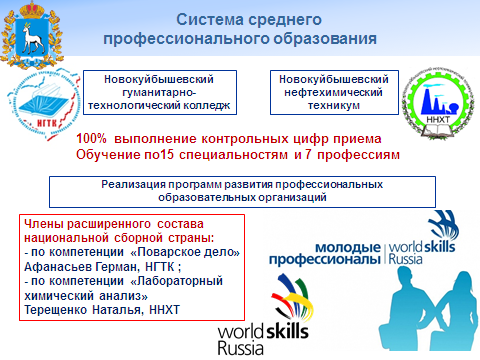 Система среднего
профессионального образования
Новокуйбышевский
гуманитарно-
технологический колледж
Новокуйбышевский
нефтехимический
техникум
НГТК
ННХТ
100% выполнение контрольных цифр приема
Обучение по15 специальностям и 7 профессиям
Реализация программ развития профессиональных
образовательных организаций
Члены расширенного состава
национальной сборной страны:
- по компетенции «Поварское дело»
Афанасьев Герман, НГТК ;
- по компетенции «Лабораторный
химический анализ»
Терещенко Наталья, ННХТ
молодые
профессионалы
worldskills
Russia
worldskills
Russia